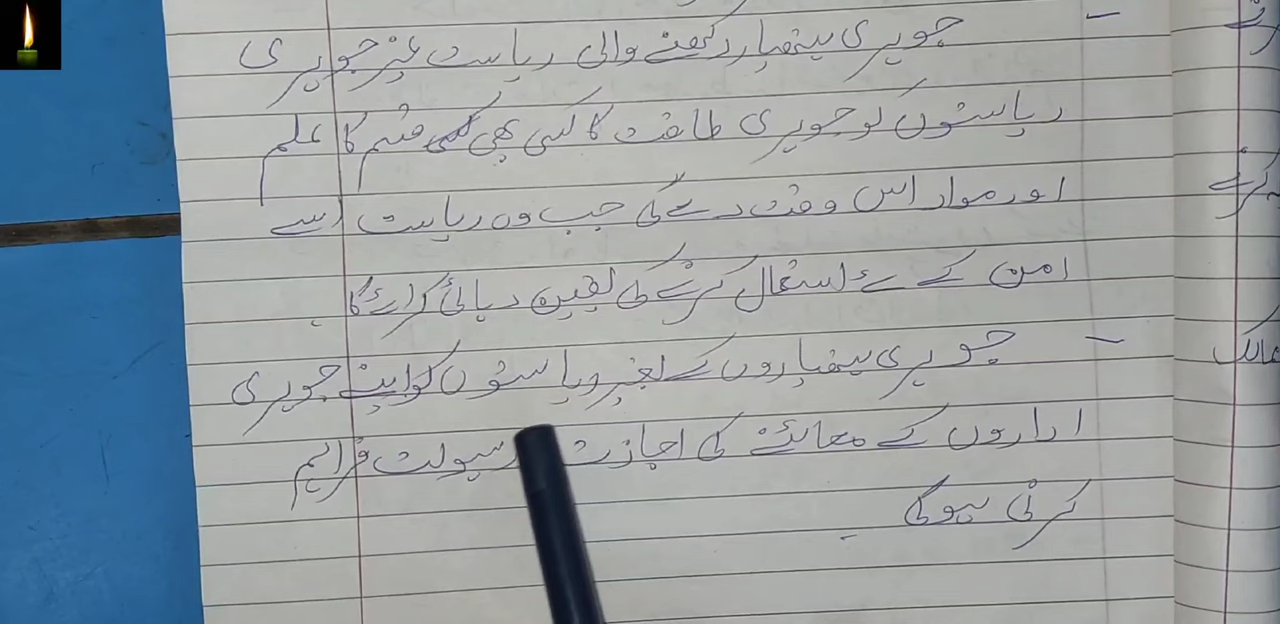 جوہری ہتھیار رکھنے والی ریاست غیر جوہری
ریاستوں کو جوہری طاقت کا کسی بھی قسم کا علم
اور مواد اس وقت دے گی جب وہ ریاست اسے
امن کے لئے استعمال کرنے کی یقین دہانی کرائے گا۔
جوہری ہتھیاروں کے بغیر ریاستوں کو اپنے جوہری
اداروں کے معائنے کی اجازت سہولت فراہم
کرنی ہوگی۔